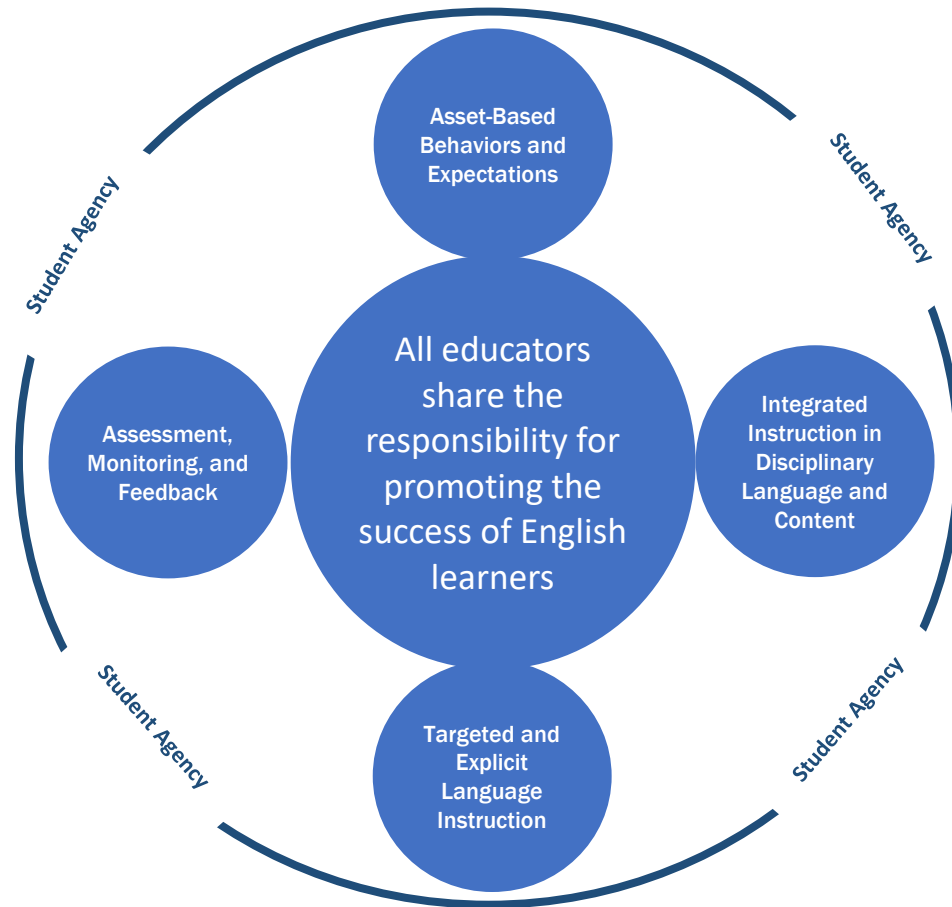 Asset-Based
Behaviors and
Expectations
Student Agency
Student Agency
All educators
share the
responsibility for
promoting the
success of English
learners
Assessment,
Monitoring, and
Feedback
Integrated
Instruction in
Disciplinary
Language and
Content
Student Agency
Student Agency
Targeted and
Explicit
Language
Instruction